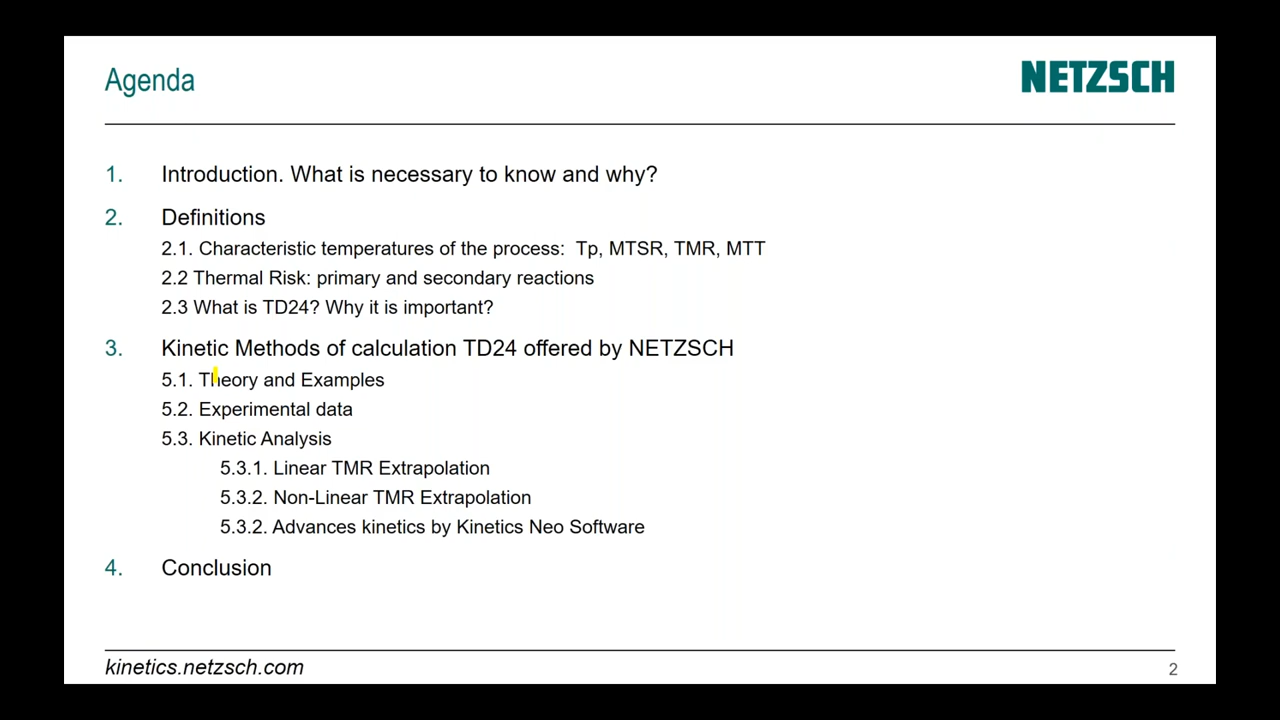 Agenda
NETZSCH
1. Introduction. What is necessary to know and why?
2. Definitions
2.1. Characteristic temperatures of the process: Tp, MTSR, TMR, MTT
2.2 Thermal Risk: primary and secondary reactions
2.3 What is TD24? Why it is important?
3. Kinetic Methods of calculation TD24 offered by NETZSCH
5.1. Theory and Examples
5.2. Experimental data
5.3. Kinetic Analysis
5.3.1. Linear TMR Extrapolation
5.3.2. Non-Linear TMR Extrapolation
5.3.2. Advances kinetics by Kinetics Neo Software
4. Conclusion
kinetics.netzsch.com
2